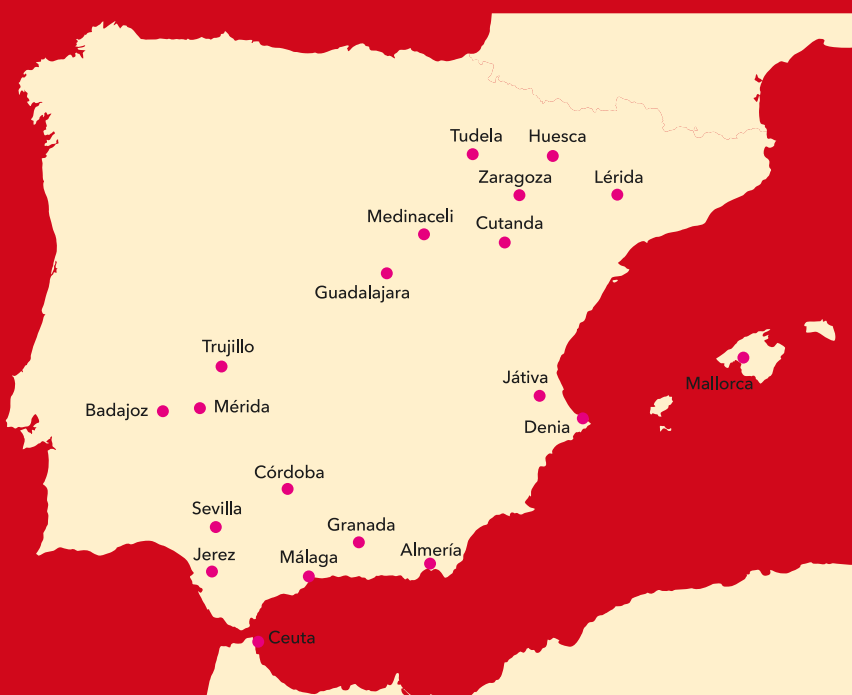 Tudela
Huesca
Zaragoza
Lérida
Medinaceli
Cutanda
Guadalajara
Trujillo
Játiva
Mallorca
Badajoz
Mérida
Denia
Córdoba
Sevilla
Granada
Jerez
Málaga
Almería
Ceuta